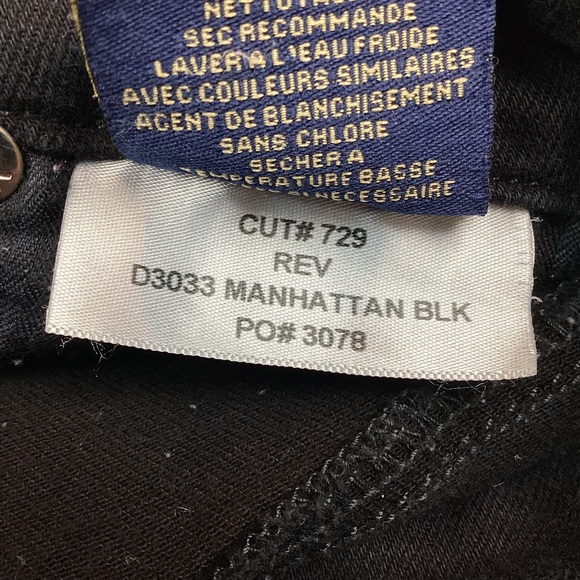 SEC RECOMMANDE
LAVER À L'EAU FROIDE
AVEC COULEURS SIMILAIRES
AGENT DE BLANCHISEMENT
SANS CHLORE
SECHER A
TEMPERATURE BASSE
NECESSAIRE
CUT# 729
REV
D3033 MANHATTAN BLK
PO# 3078